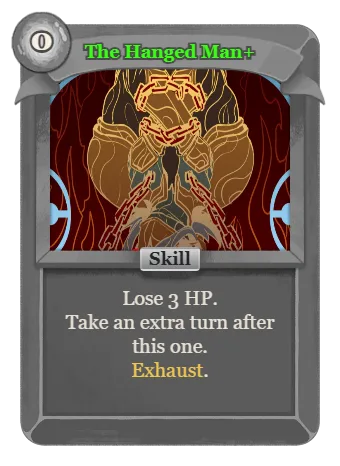 0
The Hanged Man+
Skill
Lose 3 HP.
Take an extra turn after
this one.
Exhaust.